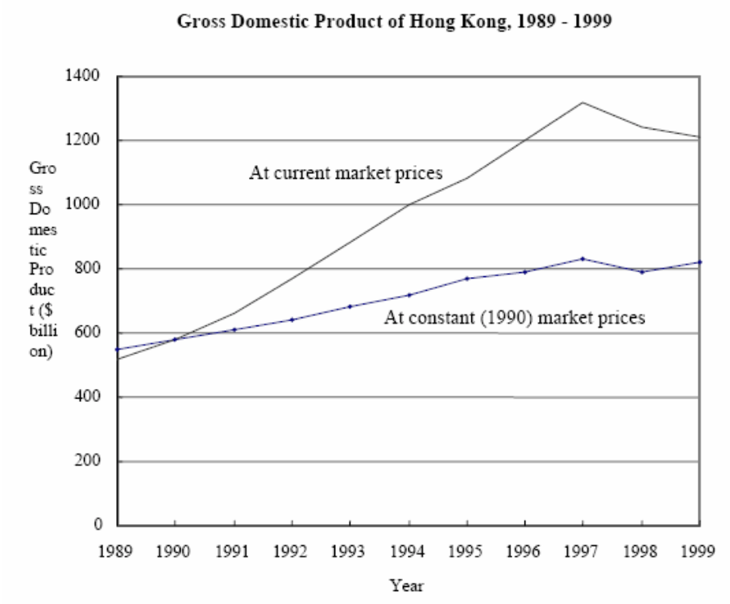 Gross Domestic Product of Hong Kong, 1989 - 1999
1400
1200
1000
800
600
400
200
0
Gro
ss
Do
mes
tic
Pro
duc
t ($
billi
on)
At current market prices
At constant (1990) market prices
1989 1990 1991 1992 1993 1994 1995 1996 1997 1998 1999
Year